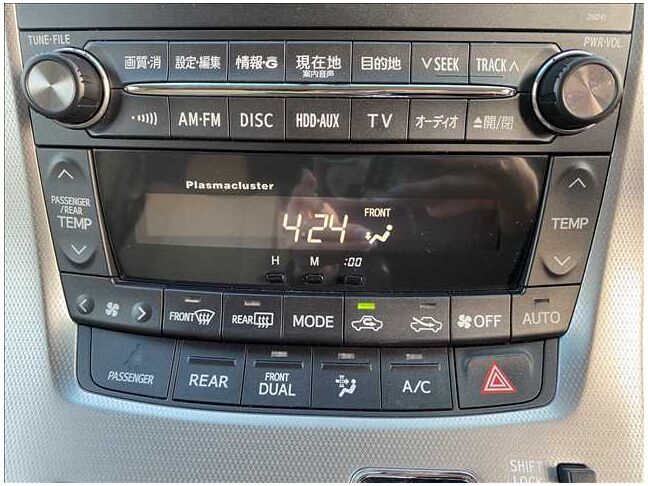 TUNE·FILE
PWR·VOL
画質·消
設定·編集
情報·G
現在地
案内音声
目的地
∨SEEK
TRACK∧
AM·FM
DISC
HDD·AUX
TV
オーディオ
▲開/閉
Plasmacluster
PASSENGER
/REAR
TEMP
4:24
FRONT
TEMP
H
M
:00
FRONT
REAR
MODE
OFF
AUTO
PASSENGER
REAR
FRONT
DUAL
A/C
SHIFT
LOCK